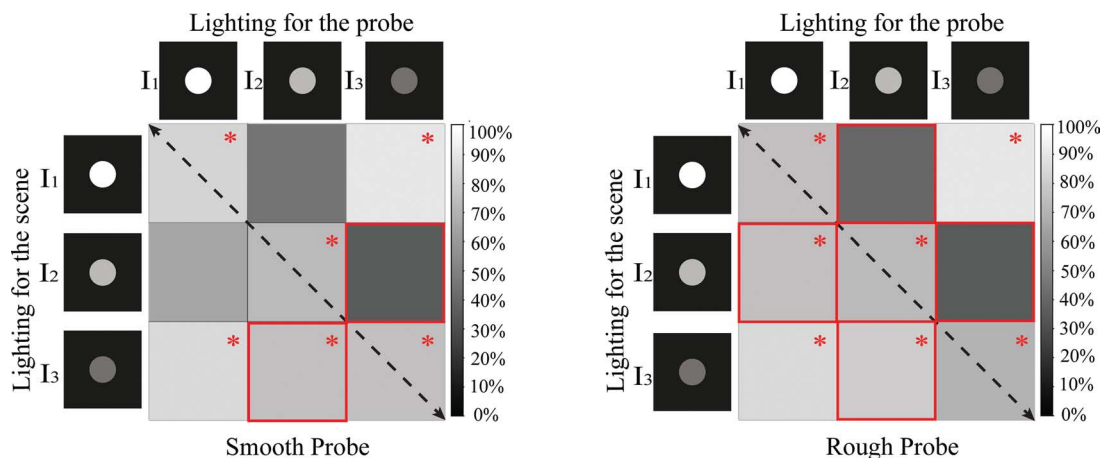 Lighting for the probe
I1 I2 I3
Lighting for the scene
I1
I2
I3
* *
*
* * *
100%
90%
80%
70%
60%
50%
40%
30%
20%
10%
0%
Smooth Probe
Lighting for the probe
I1 I2 I3
Lighting for the scene
I1
I2
I3
* *
* *
* * *
100%
90%
80%
70%
60%
50%
40%
30%
20%
10%
0%
Rough Probe